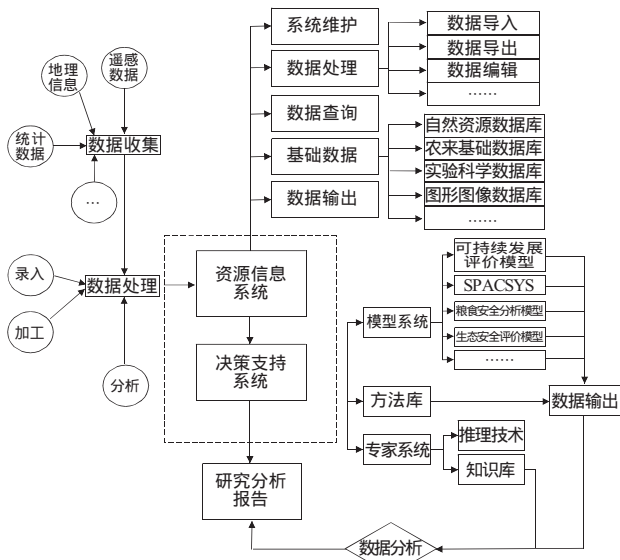 系统维护
数据处理
数据查询
基础数据
数据输出
数据导入
数据导出
数据编辑
……
自然资源数据库
农来基础数据库
实验科学数据库
图形图像数据库
……
遥感
数据
地理
信息
统计
数据
数据收集
…
录入
加工
分析
数据处理
资源信息
系统
决策支持
系统
研究分析
报告
模型系统
方法库
专家系统
可持续发展
评价模型
SPACSYS
粮食安全分析模型
生态安全评价模型
……
推理技术
知识库
数据输出
数据分析